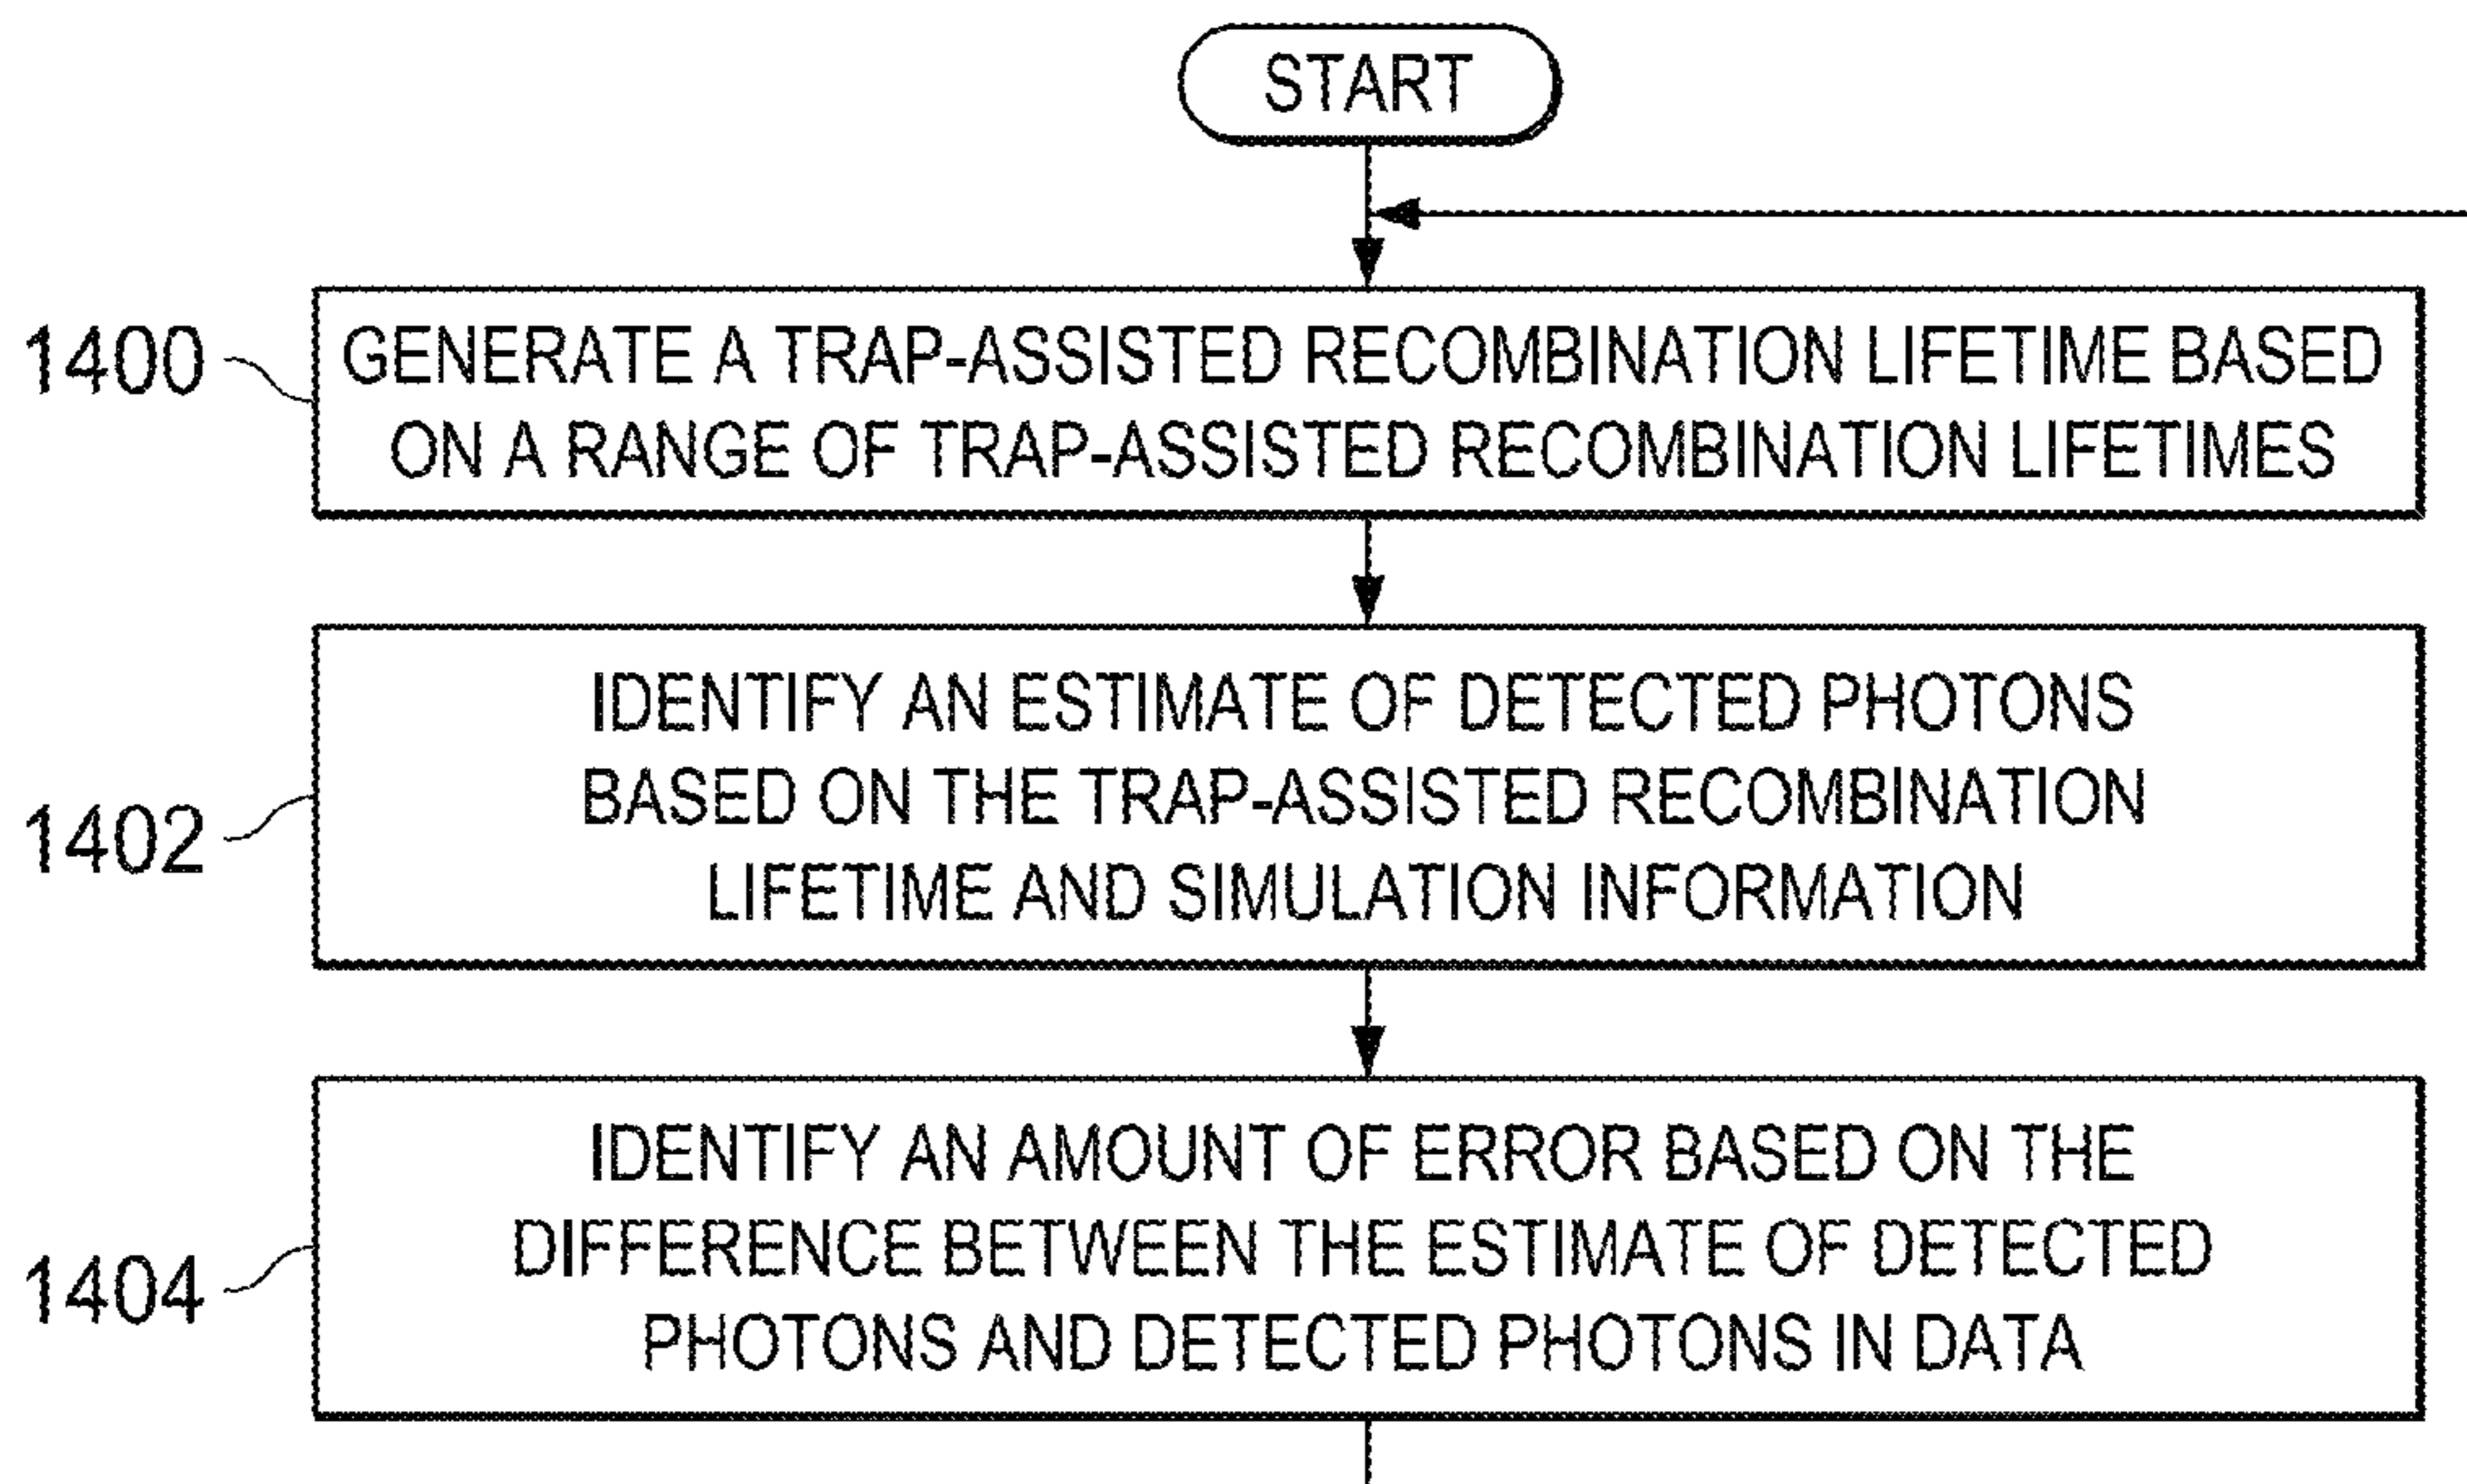 START
1400
GENERATE A TRAP-ASSISTED RECOMBINATION LIFETIME BASED
ON A RANGE OF TRAP-ASSISTED RECOMBINATION LIFETIMES
1402
IDENTIFY AN ESTIMATE OF DETECTED PHOTONS
BASED ON THE TRAP-ASSISTED RECOMBINATION
LIFETIME AND SIMULATION INFORMATION
1404
IDENTIFY AN AMOUNT OF ERROR BASED ON THE
DIFFERENCE BETWEEN THE ESTIMATE OF DETECTED
PHOTONS AND DETECTED PHOTONS IN DATA